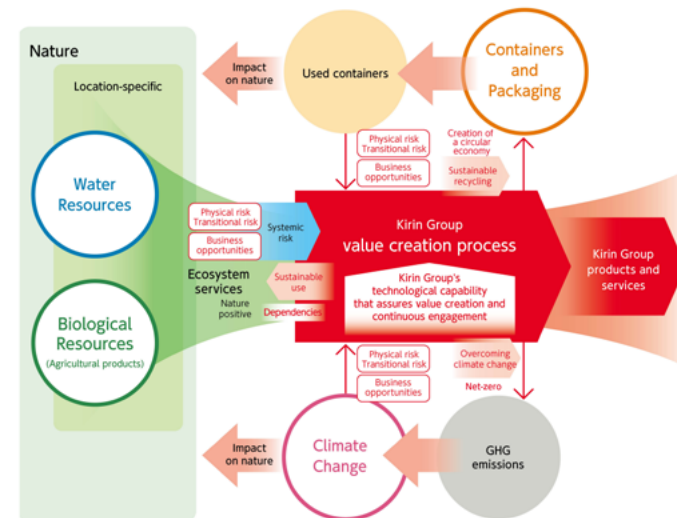 Nature
Location-specific
Water
Resources
Biological
Resources
(Agricultural products)
Impact
on nature
Used containers
Containers
and
Packaging
Physical risk
Transitional risk
Business
opportunities
Creation of
a circular
economy
Sustainable
recycling
Physical risk
Transitional risk
Business
opportunities
Systemic
risk
Ecosystem
services
Sustainable
use
Nature
positive
Dependencies
Kirin Group
value creation process
Kirin Group's
technological capability
that assures value creation and
continuous engagement
Kirin Group
products and
services
Physical risk
Transitional risk
Business
opportunities
Overcoming
climate change
Net-zero
Impact
on nature
Climate
Change
GHG
emissions